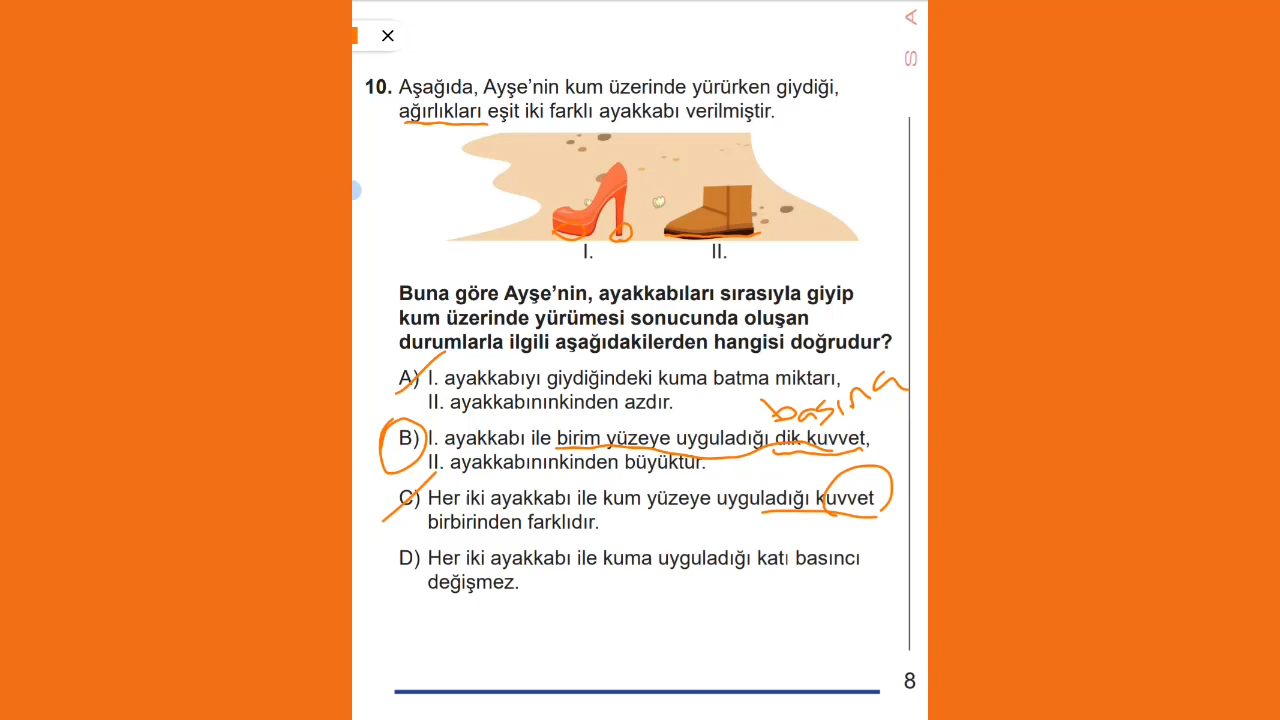 A
S
10. Aşağıda, Ayşe'nin kum üzerinde yürürken giydiği,
ağırlıkları eşit iki farklı ayakkabı verilmiştir.
I.
II.
Buna göre Ayşe'nin, ayakkabıları sırasıyla giyip
kum üzerinde yürümesi sonucunda oluşan
durumlarla ilgili aşağıdakilerden hangisi doğrudur?
A) I. ayakkabıyı giydiğindeki kuma batma miktarı,
II. ayakkabınınkinden azdır.
basınç
B) I. ayakkabı ile birim yüzeye uyguladığı dik kuvvet,
II. ayakkabınınkinden büyüktür.
C) Her iki ayakkabı ile kum yüzeye uyguladığı kuvvet
birbirinden farklıdır.
D) Her iki ayakkabı ile kuma uyguladığı katı basıncı
değişmez.
8